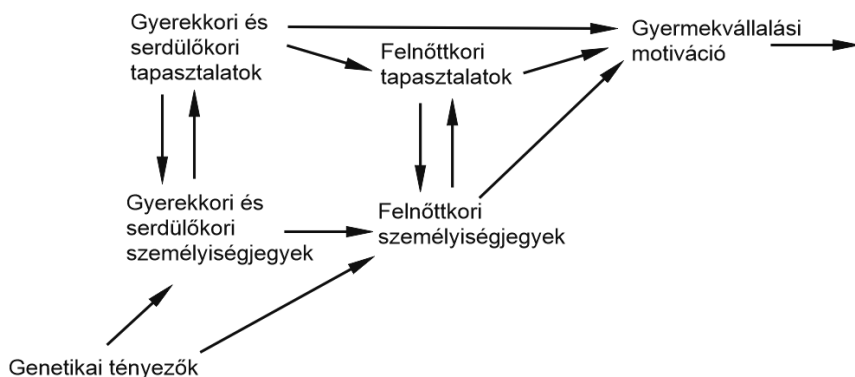 Gyerekkori és
serdülőkori
tapasztalatok
Felnőttkori
tapasztalatok
Gyermekvállalási
motiváció
Gyerekkori és
serdülőkori
személyiségjegyek
Felnőttkori
személyiségjegyek
Genetikai tényezők